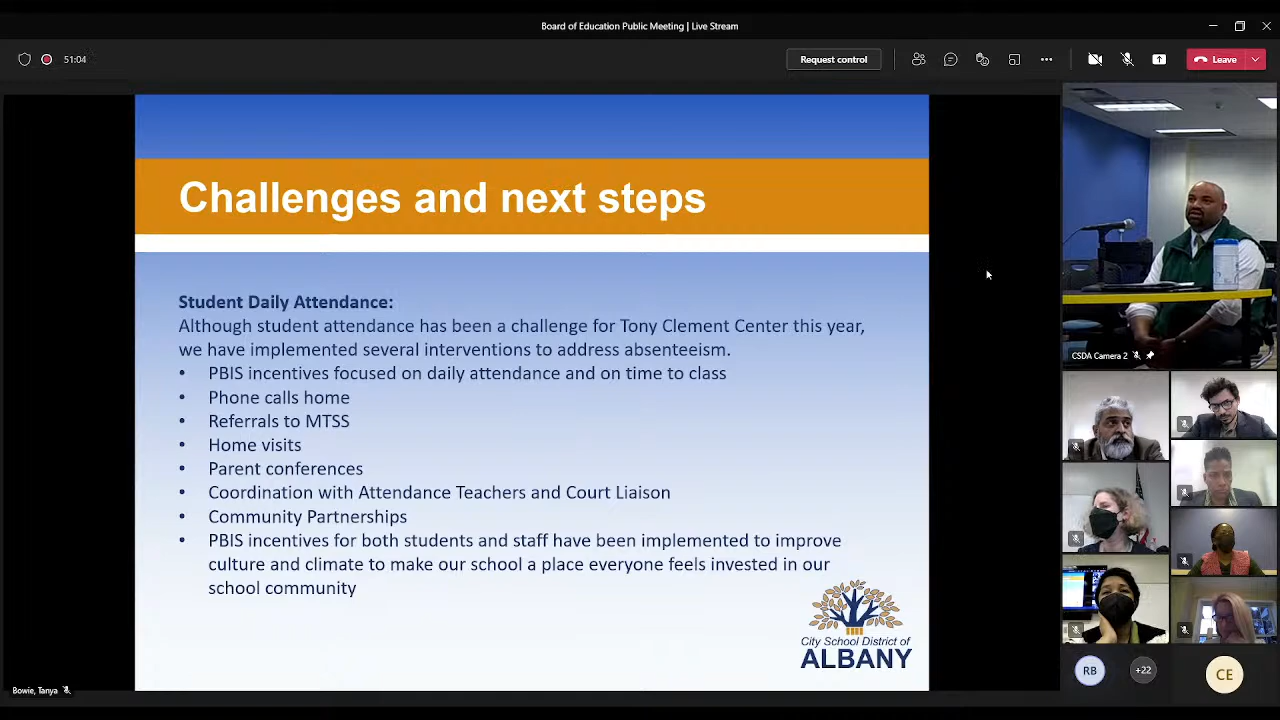 Board of Education Public Meeting | Live Stream
51:04
Request control
Leave
Challenges and next steps
Student Daily Attendance:
Although student attendance has been a challenge for Tony Clement Center this year,
we have implemented several interventions to address absenteeism.
• PBIS incentives focused on daily attendance and on time to class
• Phone calls home
• Referrals to MTSS
• Home visits
• Parent conferences
• Coordination with Attendance Teachers and Court Liaison
• Community Partnerships
• PBIS incentives for both students and staff have been implemented to improve
culture and climate to make our school a place everyone feels invested in our
school community
City School District of
ALBANY
CSDA Camera 2
RB
+22
CE
Bowie, Tanya